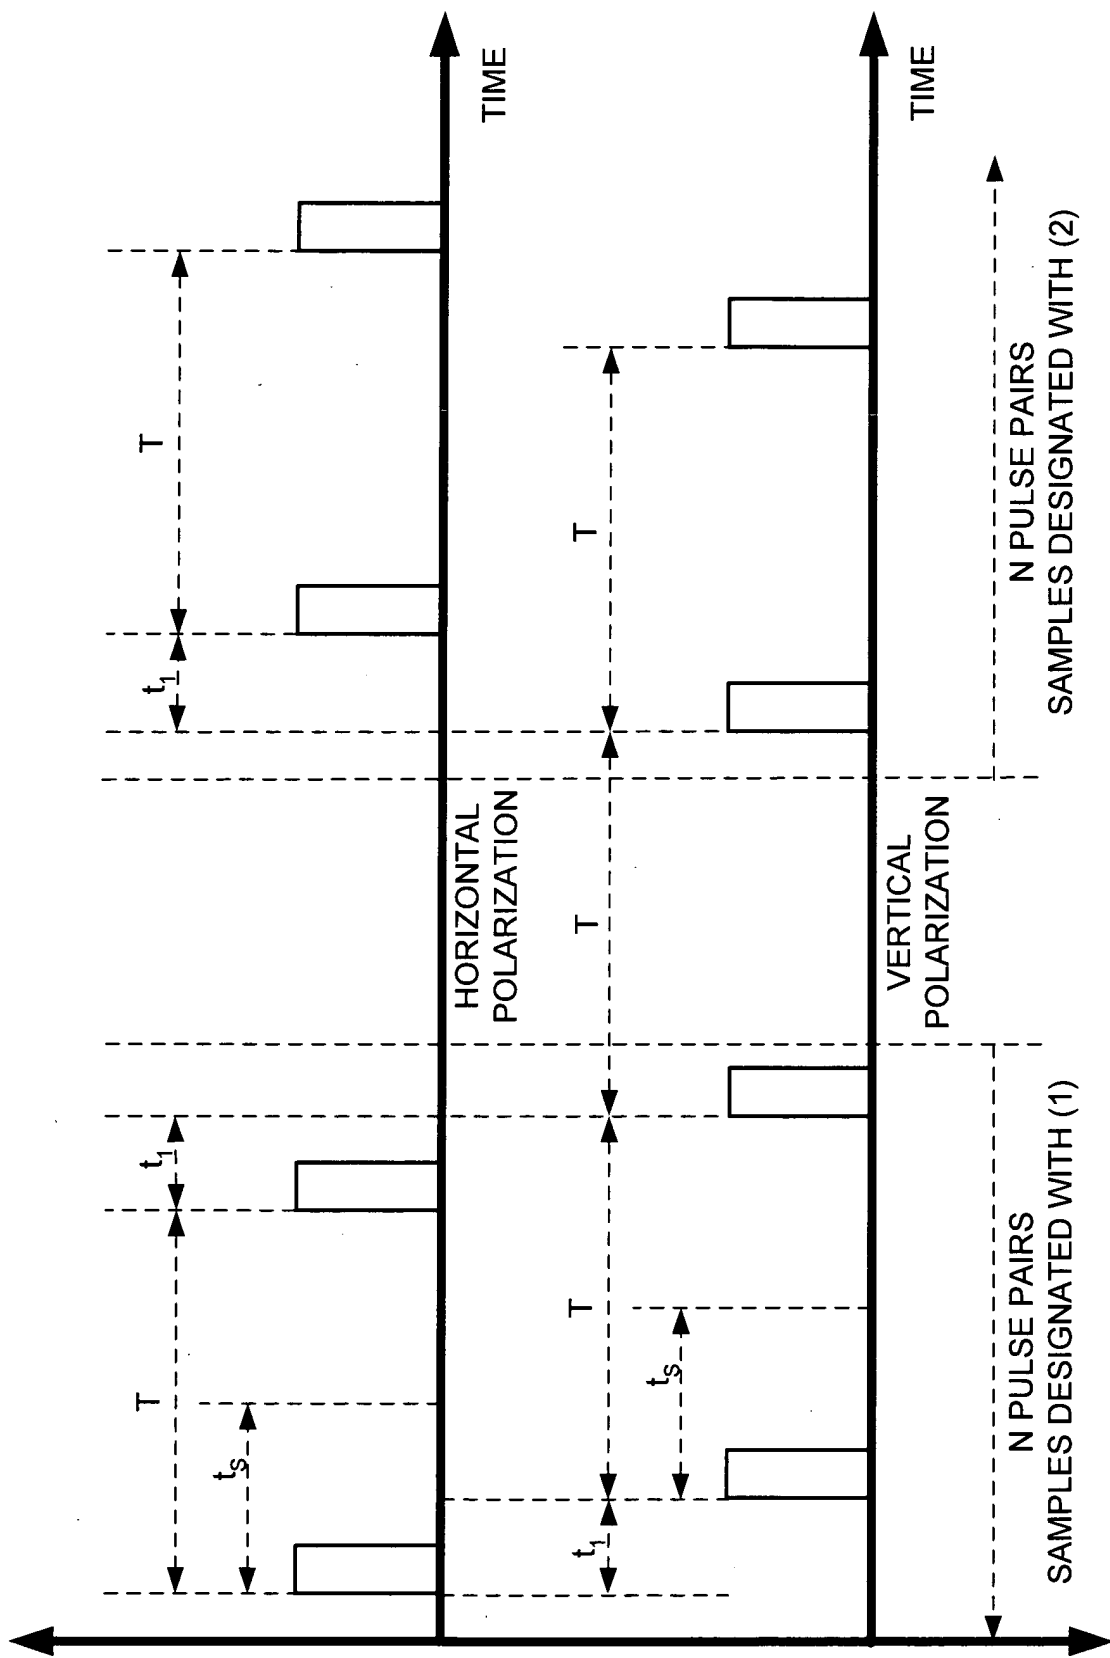 T
t1
T
t1
tS
TIME
HORIZONTAL
POLARIZATION
t1
T
T
T
tS
TIME
VERTICAL
POLARIZATION
N PULSE PAIRS
SAMPLES DESIGNATED WITH (1)
N PULSE PAIRS
SAMPLES DESIGNATED WITH (2)